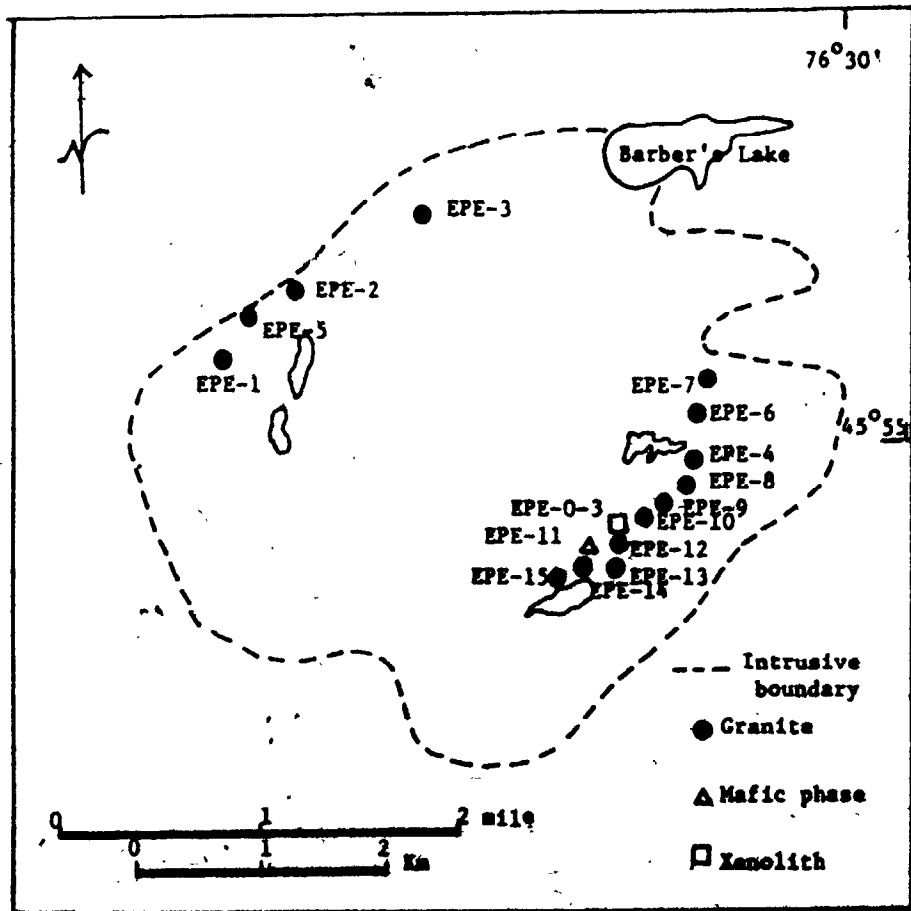 76°30'
Barber's Lake
EPE-3
EPE-2
EPE-5
EPE-1
EPE-7
EPE-6
45°55'
EPE-4
EPE-8
EPE-0-3
EPE-9
EPE-10
EPE-11
EPE-12
EPE-15
EPE-13
EPE-14
Intrusive
boundary
Granite
Mafic phase
Xenolith
0 1 2 mile
0 1 2 Km